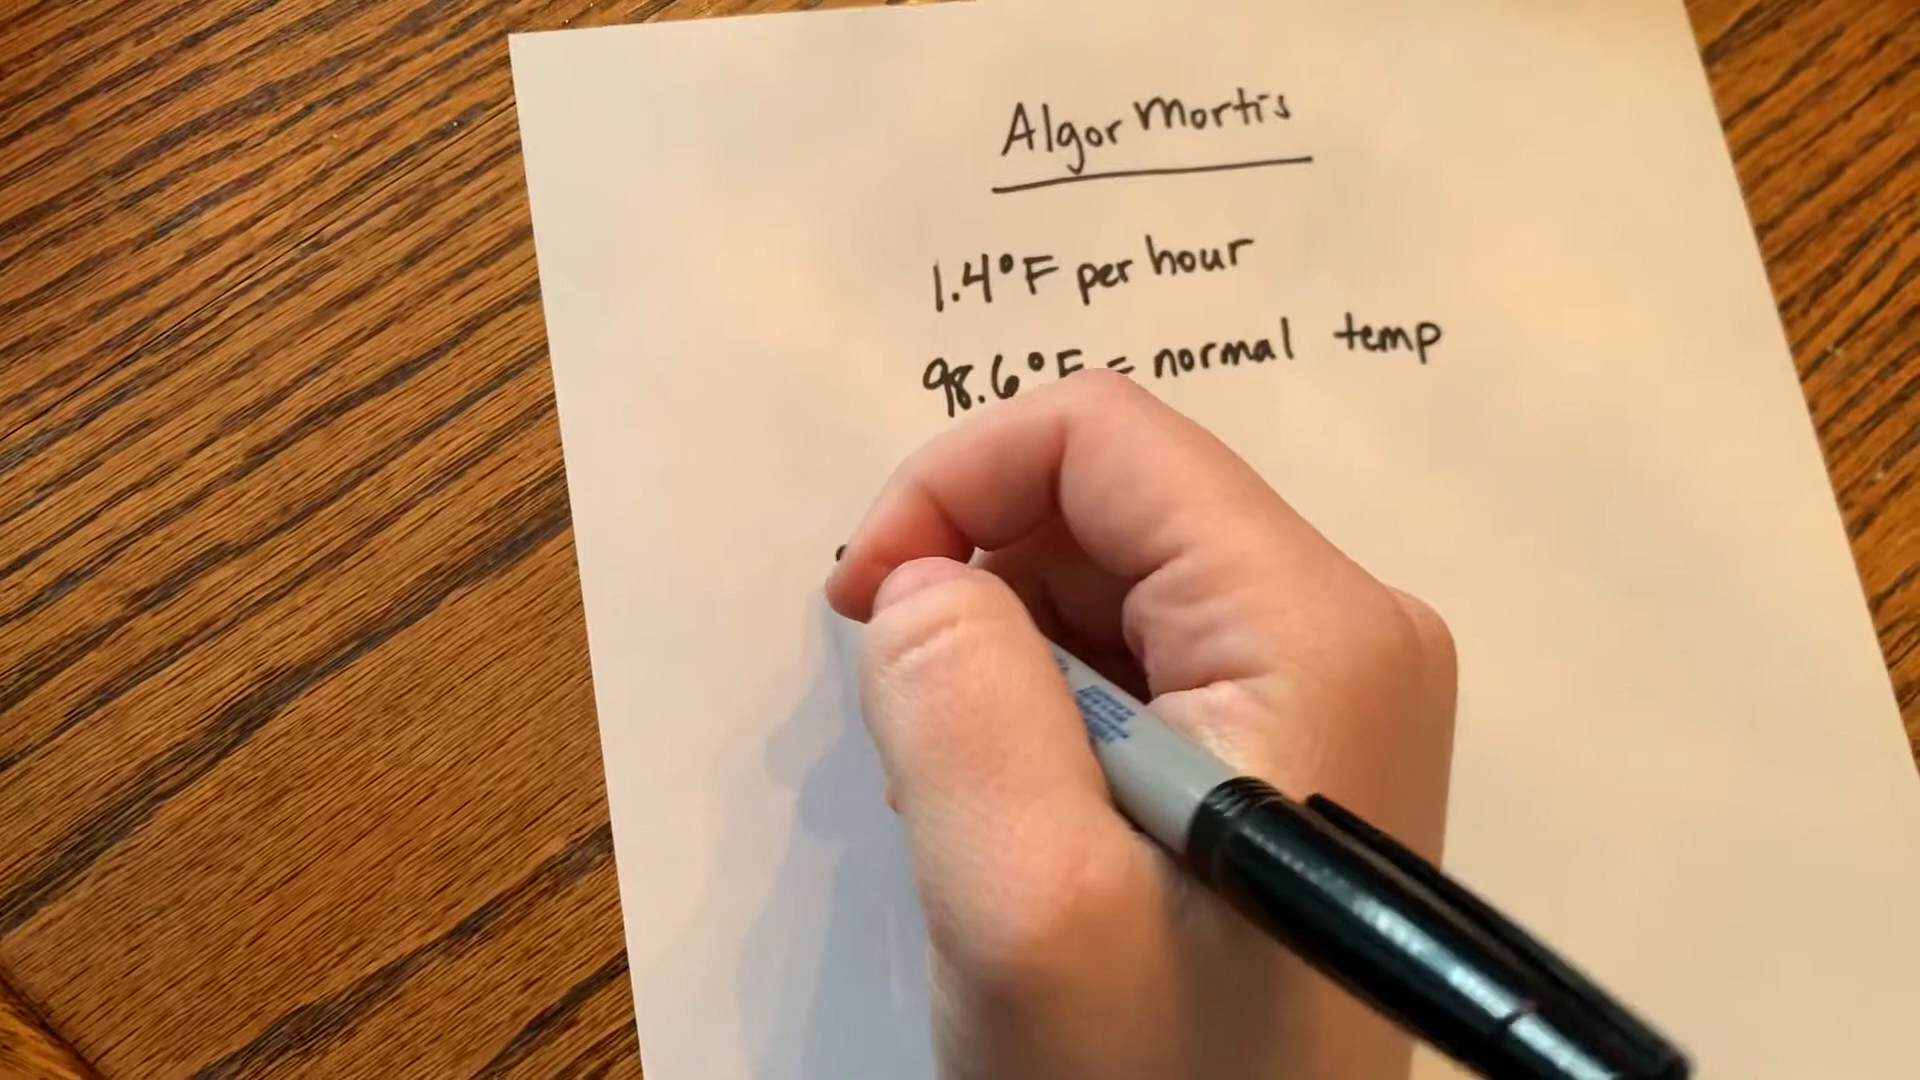 Algor Mortis
1.4°F per hour
98.6°F = normal temp